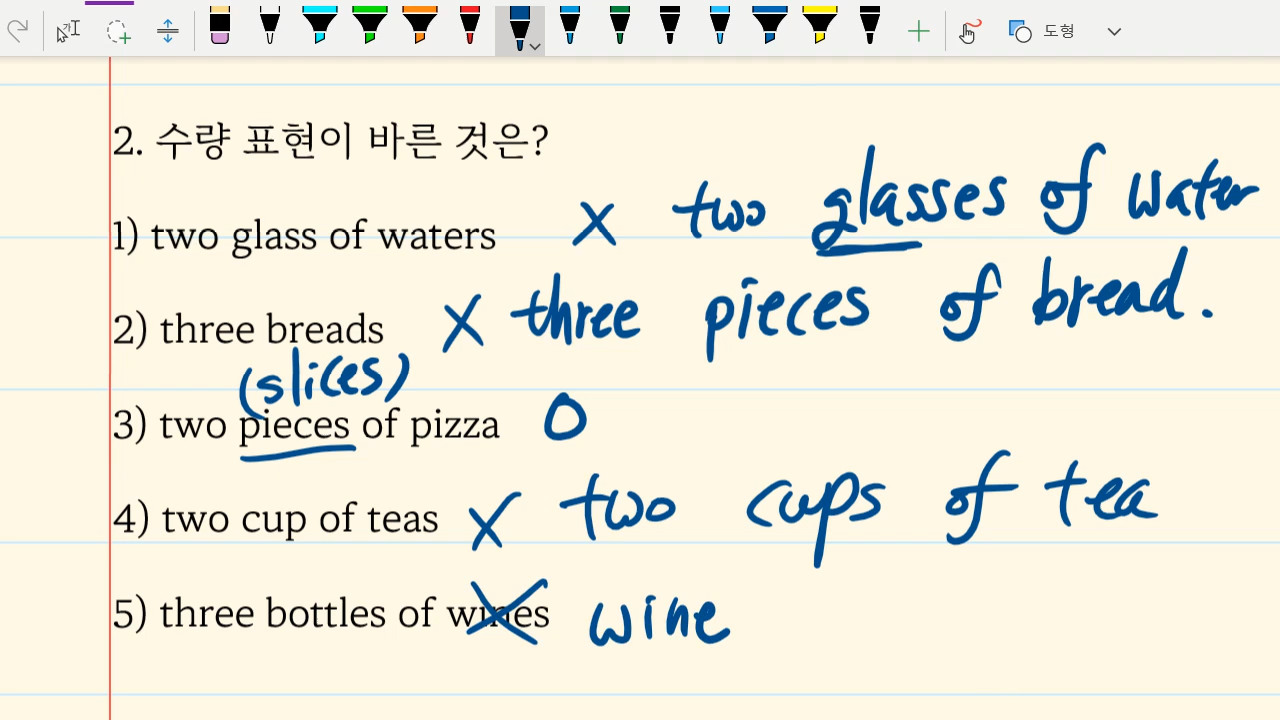 도형
2. 수량 표현이 바른 것은?
1) two glass of waters X two glasses of water
2) three breads X three pieces of bread.
(slices)
3) two pieces of pizza O
4) two cup of teas X two cups of tea
5) three bottles of wines wine